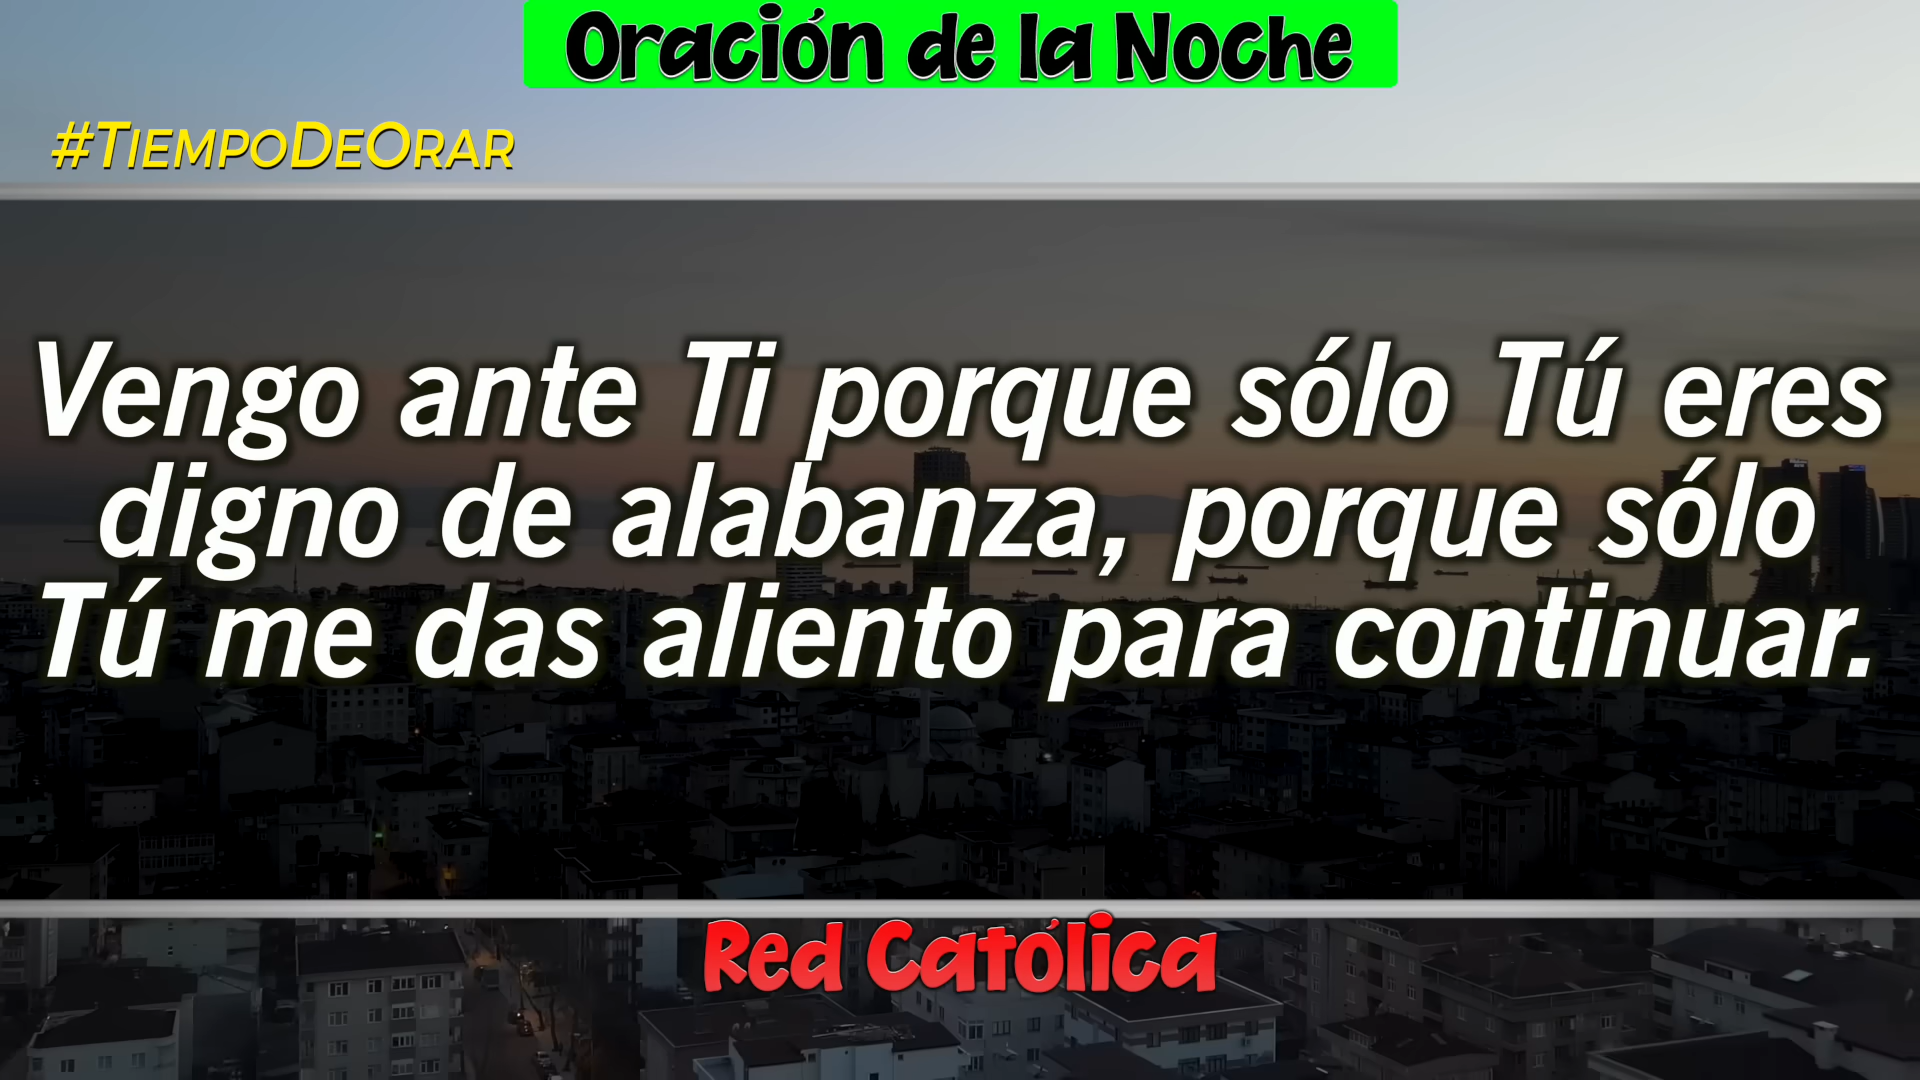 Oración de la Noche
#TiempoDeOrar
Vengo ante Ti porque sólo Tú eres
digno de alabanza, porque sólo
Tú me das aliento para continuar.
Red Católica